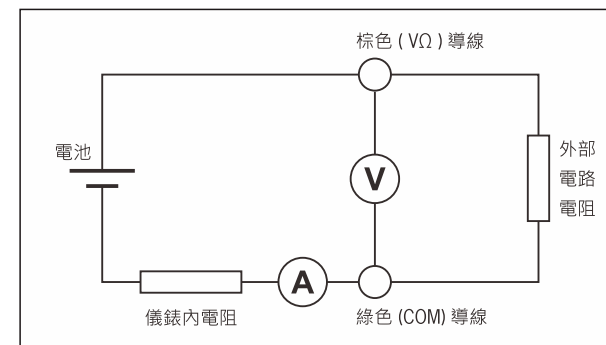 棕色 ( VΩ ) 導線
電池
V
外部
電路
電阻
A
儀錶內電阻
綠色 (COM) 導線